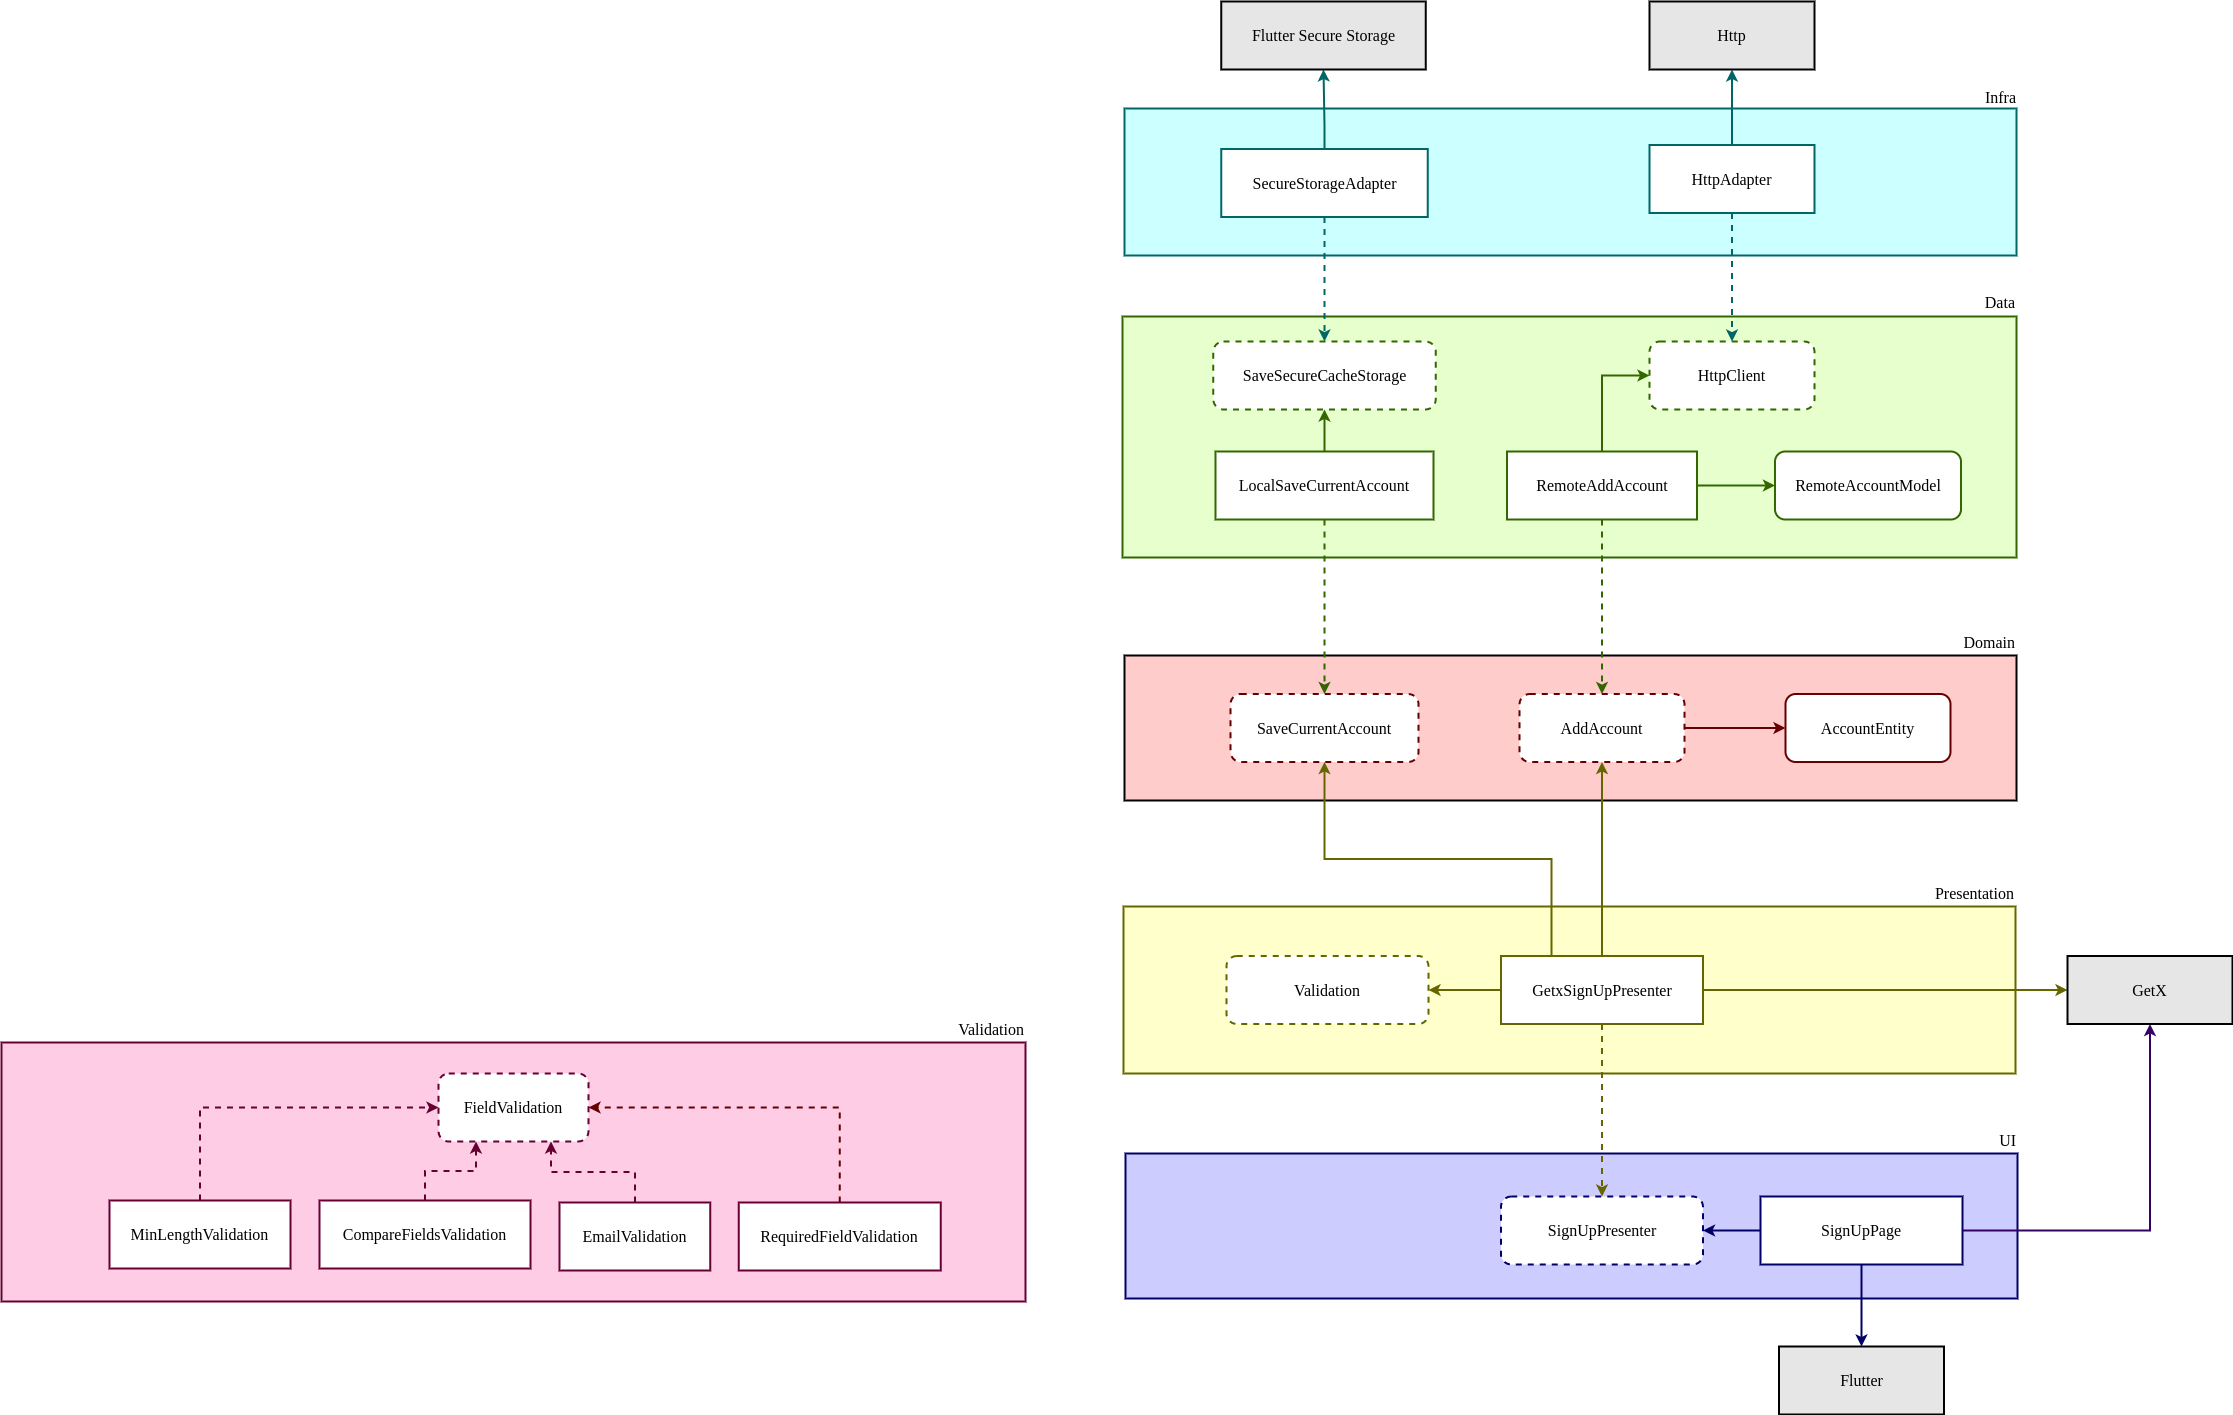 Flutter Secure Storage
Http
Infra
SecureStorageAdapter
HttpAdapter
Data
SaveSecureCacheStorage
HttpClient
LocalSaveCurrentAccount
RemoteAddAccount
RemoteAccountModel
Domain
SaveCurrentAccount
AddAccount
AccountEntity
Presentation
Validation
GetxSignUpPresenter
GetX
Validation
FieldValidation
MinLengthValidation
CompareFieldsValidation
EmailValidation
RequiredFieldValidation
UI
SignUpPresenter
SignUpPage
Flutter